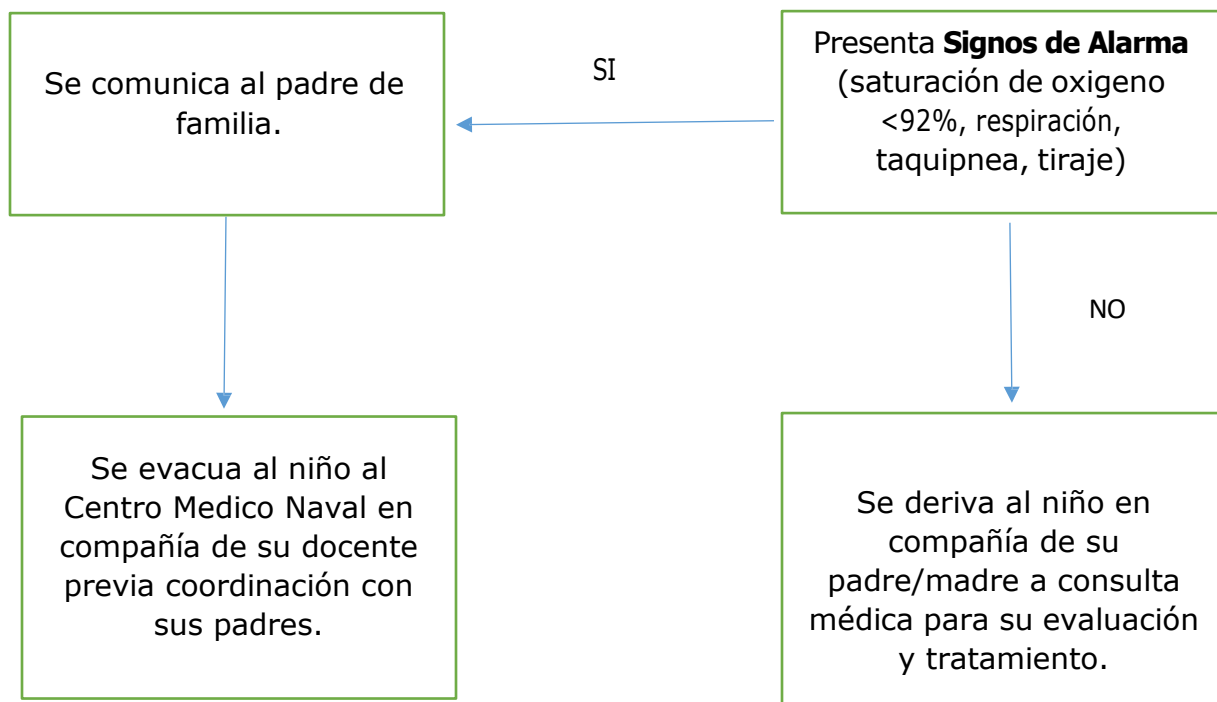 Se comunica al padre de
familia.
SI
Presenta Signos de Alarma
(saturación de oxigeno
<92%, respiración,
taquipnea, tiraje)
NO
Se evacua al niño al
Centro Medico Naval en
compañía de su docente
previa coordinación con
sus padres.
Se deriva al niño en
compañía de su
padre/madre a consulta
médica para su evaluación
y tratamiento.